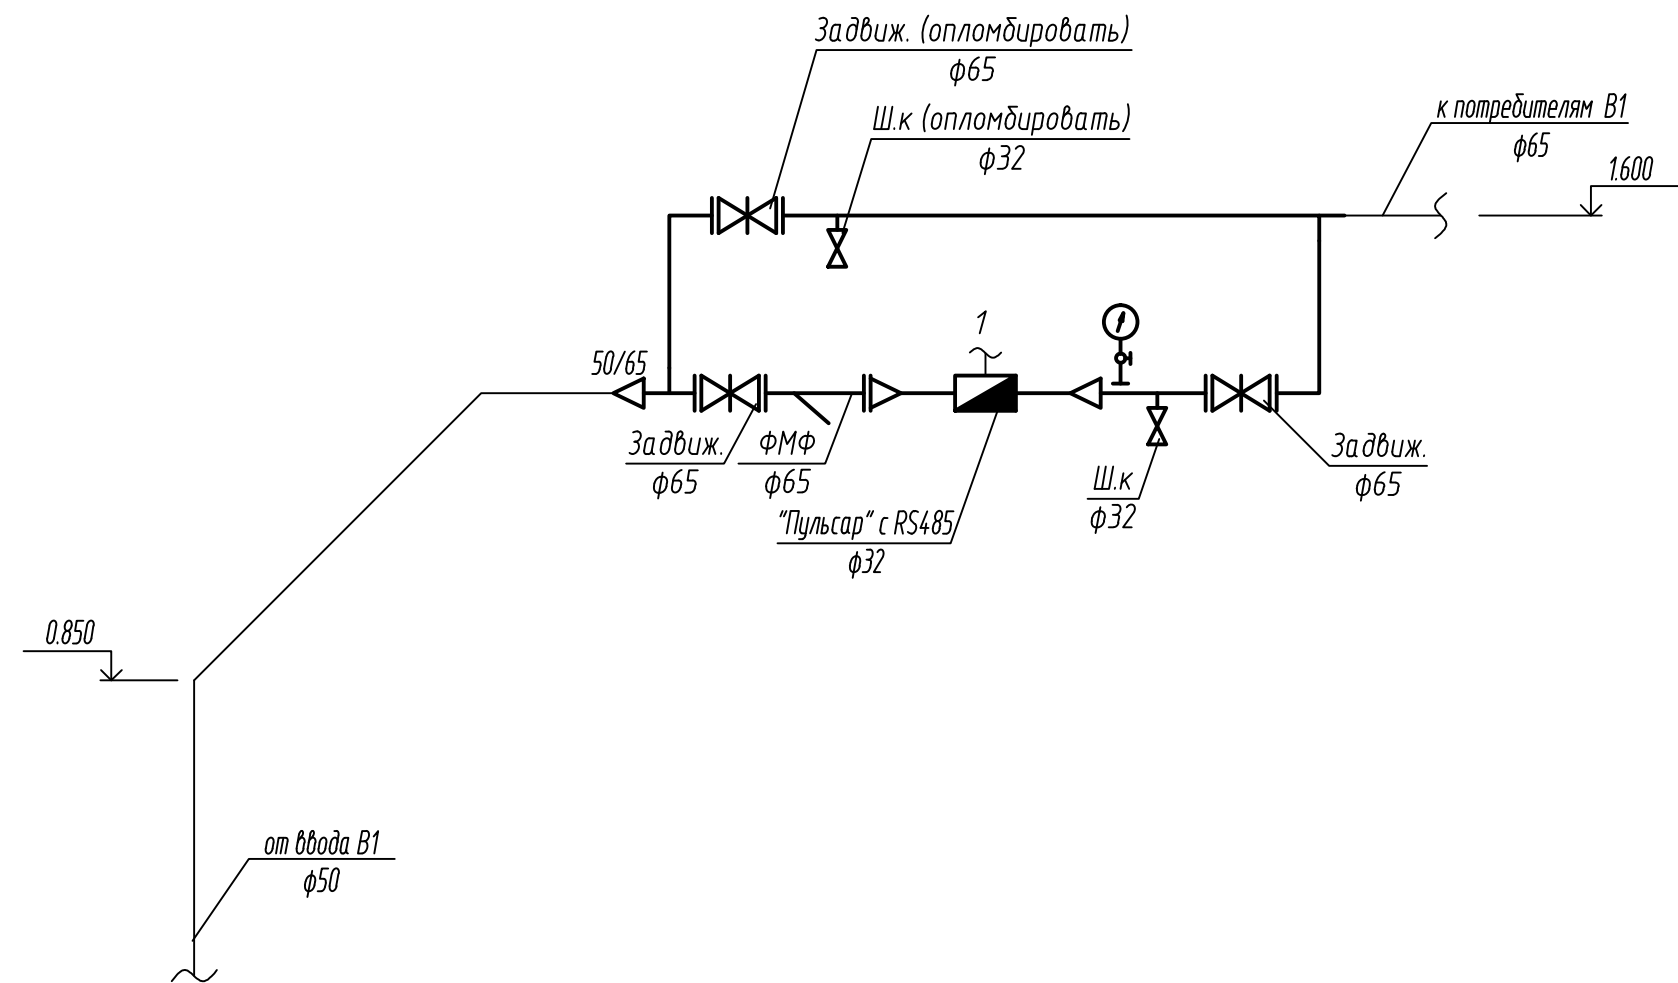 Задвиж. (опломбировать)
ф65
Ш.к (опломбировать)
ф32
к потребителям В1
ф65
1.600
1
50/65
Задвиж.
ф65
ФМФ
ф65
"Пульсар" с RS485
ф32
Ш.к
ф32
Задвиж.
ф65
0.850
от ввода В1
ф50